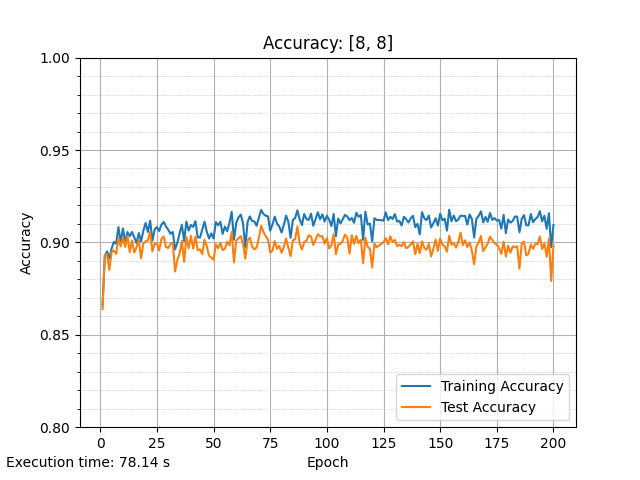 Accuracy: [8, 8]
1.00
0.95
0.90
0.85
0.80
Accuracy
Training Accuracy
Test Accuracy
0 25 50 75 100 125 150 175 200
Execution time: 78.14 s
Epoch